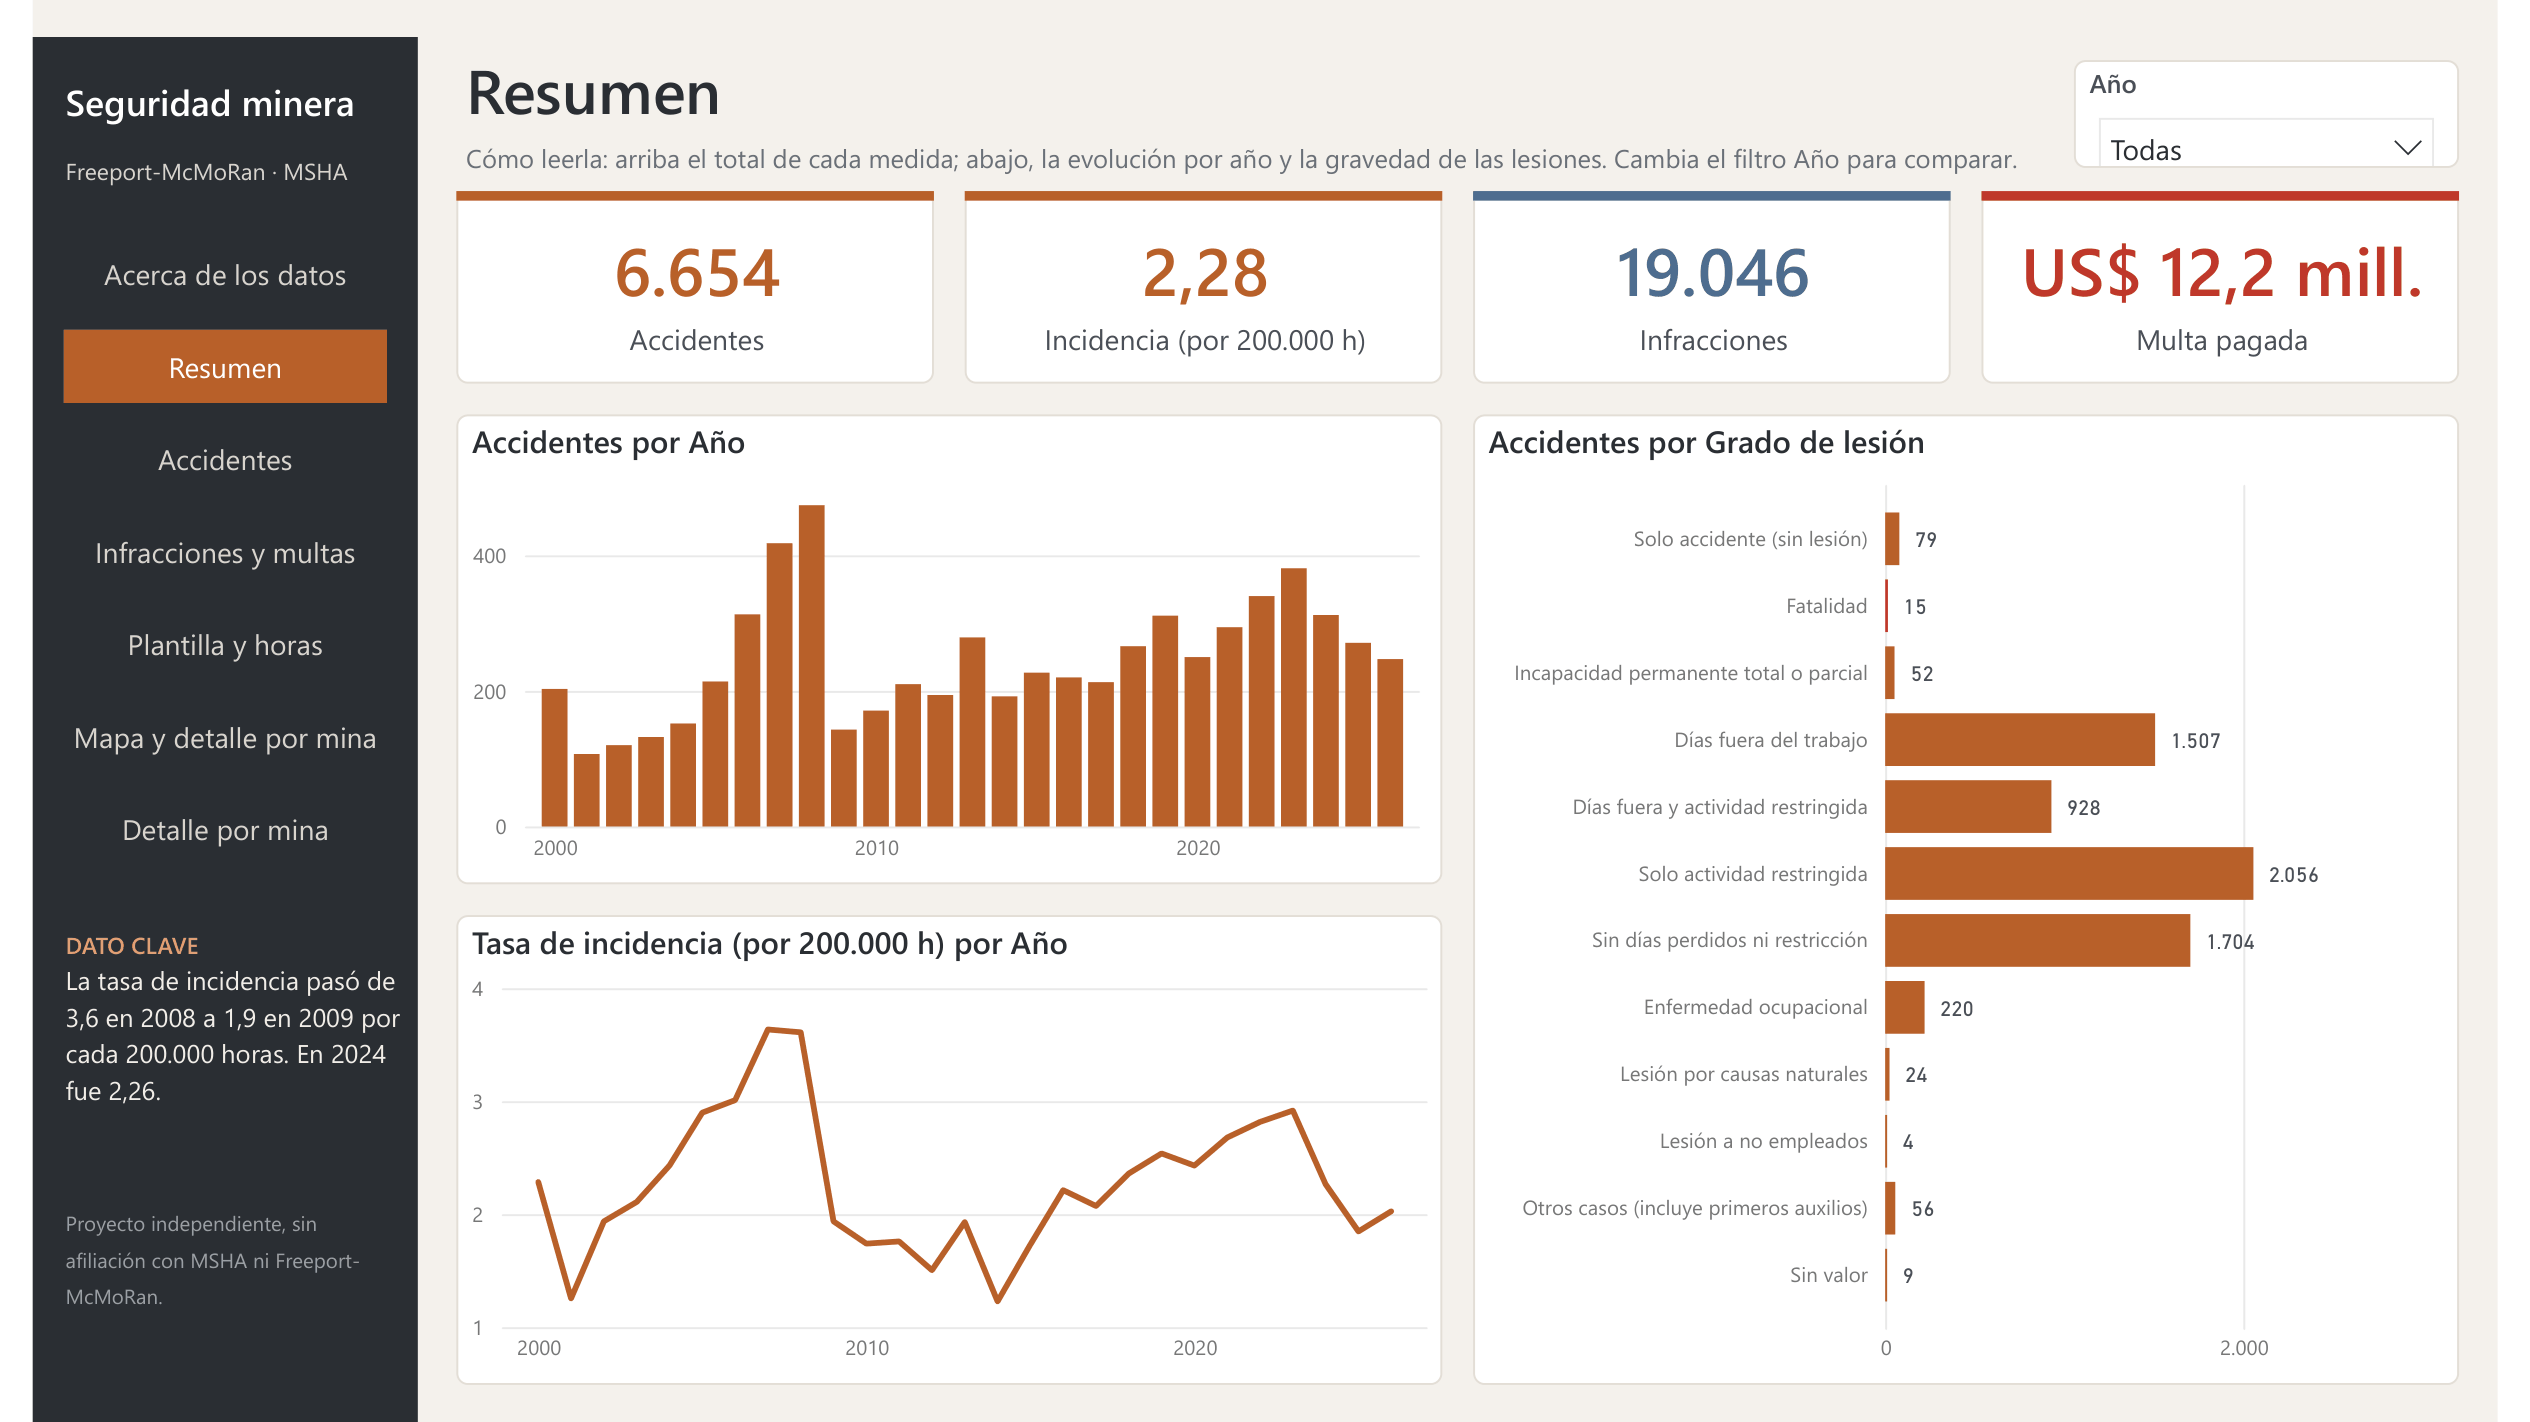 Seguridad minera
Freeport-McMoRan · MSHA
Acerca de los datos
Resumen
Accidentes
Infracciones y multas
Plantilla y horas
Mapa y detalle por mina
Detalle por mina
DATO CLAVE
La tasa de incidencia pasó de
3,6 en 2008 a 1,9 en 2009 por
cada 200.000 horas. En 2024
fue 2,26.
Proyecto independiente, sin
afiliación con MSHA ni Freeport-
McMoRan.
Resumen
Cómo leerla: arriba el total de cada medida; abajo, la evolución por año y la gravedad de las lesiones. Cambia el filtro Año para comparar.
Año
Todas
6.654
Accidentes
2,28
Incidencia (por 200.000 h)
19.046
Infracciones
US$ 12,2 mill.
Multa pagada
Accidentes por Año
400
200
0
2000 2010 2020
Tasa de incidencia (por 200.000 h) por Año
4
3
2
1
2000 2010 2020
Accidentes por Grado de lesión
Solo accidente (sin lesión) 79
Fatalidad 15
Incapacidad permanente total o parcial 52
Días fuera del trabajo 1.507
Días fuera y actividad restringida 928
Solo actividad restringida 2.056
Sin días perdidos ni restricción 1.704
Enfermedad ocupacional 220
Lesión por causas naturales 24
Lesión a no empleados 4
Otros casos (incluye primeros auxilios) 56
Sin valor 9
0 2.000